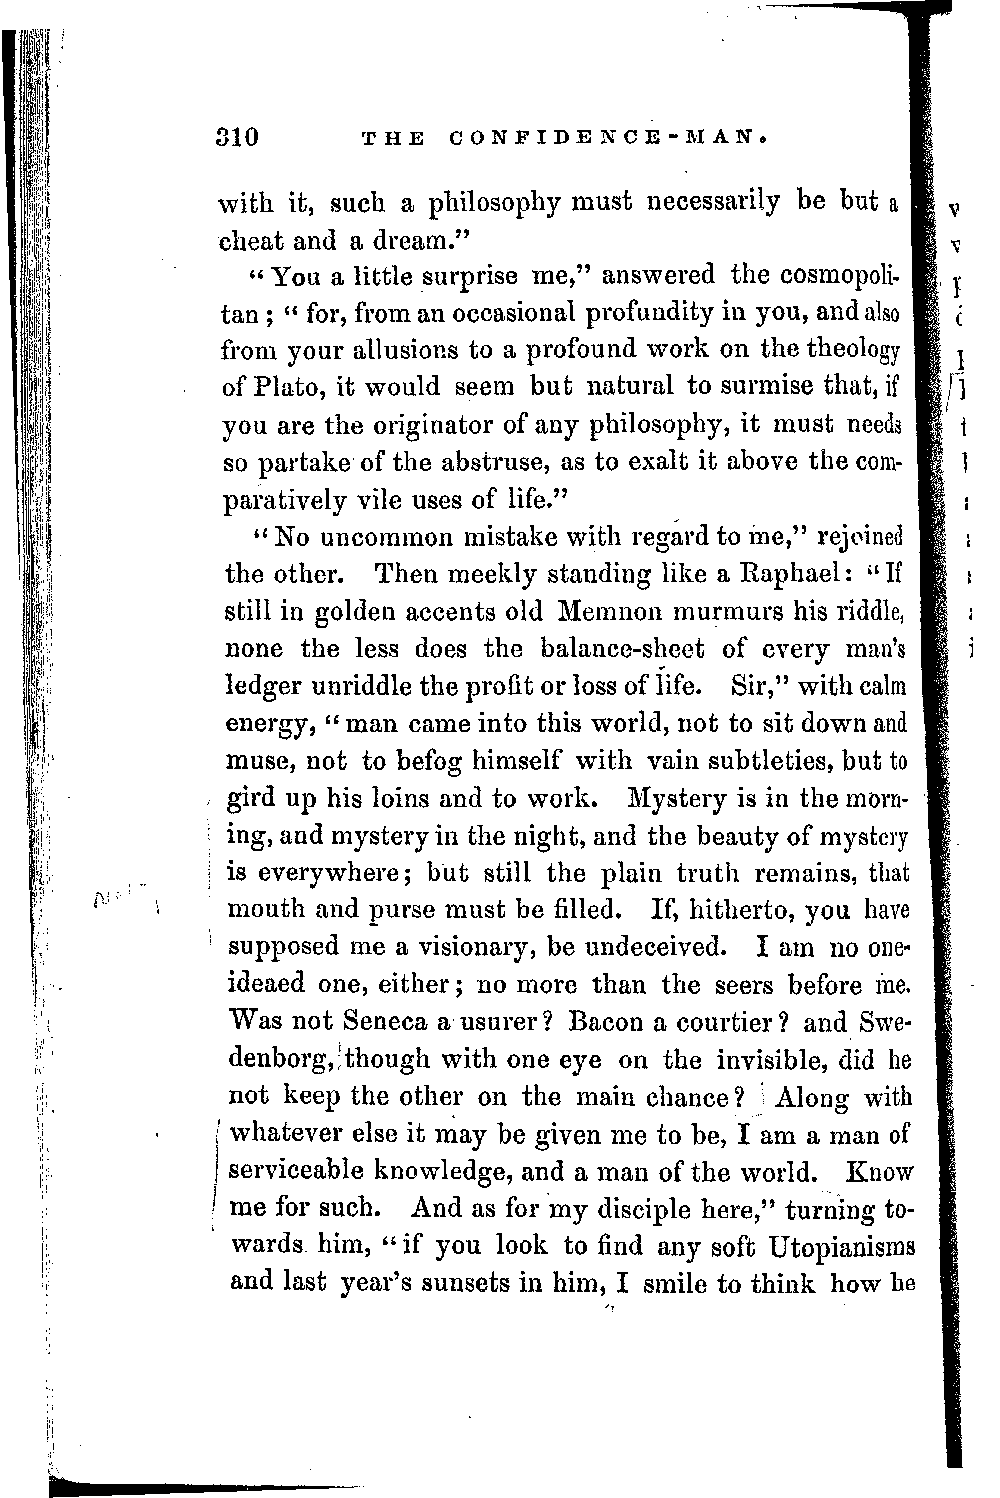 310 THE CONFIDENCE-MAN.
with it, such a philosophy must necessarily be but a
cheat and a dream."
"You a little surprise me," answered the cosmopoli-
tan; "for, from an occasional profundity in you, and also
from your allusions to a profound work on the theology
of Plato, it would seem but natural to surmise that, if
you are the originator of any philosophy, it must needs
so partake of the abstruse, as to exalt it above the com-
paratively vile uses of life."
"No uncommon mistake with regard to me," rejoined
the other. Then meekly standing like a Raphael: "If
still in golden accents old Memnon murmurs his riddle,
none the less does the balance-sheet of every man's
ledger unriddle the profit or loss of life. Sir," with calm
energy, "man came into this world, not to sit down and
muse, not to befog himself with vain subtleties, but to
gird up his loins and to work. Mystery is in the morn-
ing, and mystery in the night, and the beauty of mystery
is everywhere; but still the plain truth remains, that
mouth and purse must be filled. If, hitherto, you have
supposed me a visionary, be undeceived. I am no one-
ideaed one, either; no more than the seers before me.
Was not Seneca a usurer? Bacon a courtier? and Swe-
denborg, though with one eye on the invisible, did he
not keep the other on the main chance? Along with
whatever else it may be given me to be, I am a man of
serviceable knowledge, and a man of the world. Know
me for such. And as for my disciple here," turning to-
wards him, "if you look to find any soft Utopianisms
and last year's sunsets in him, I smile to think how he